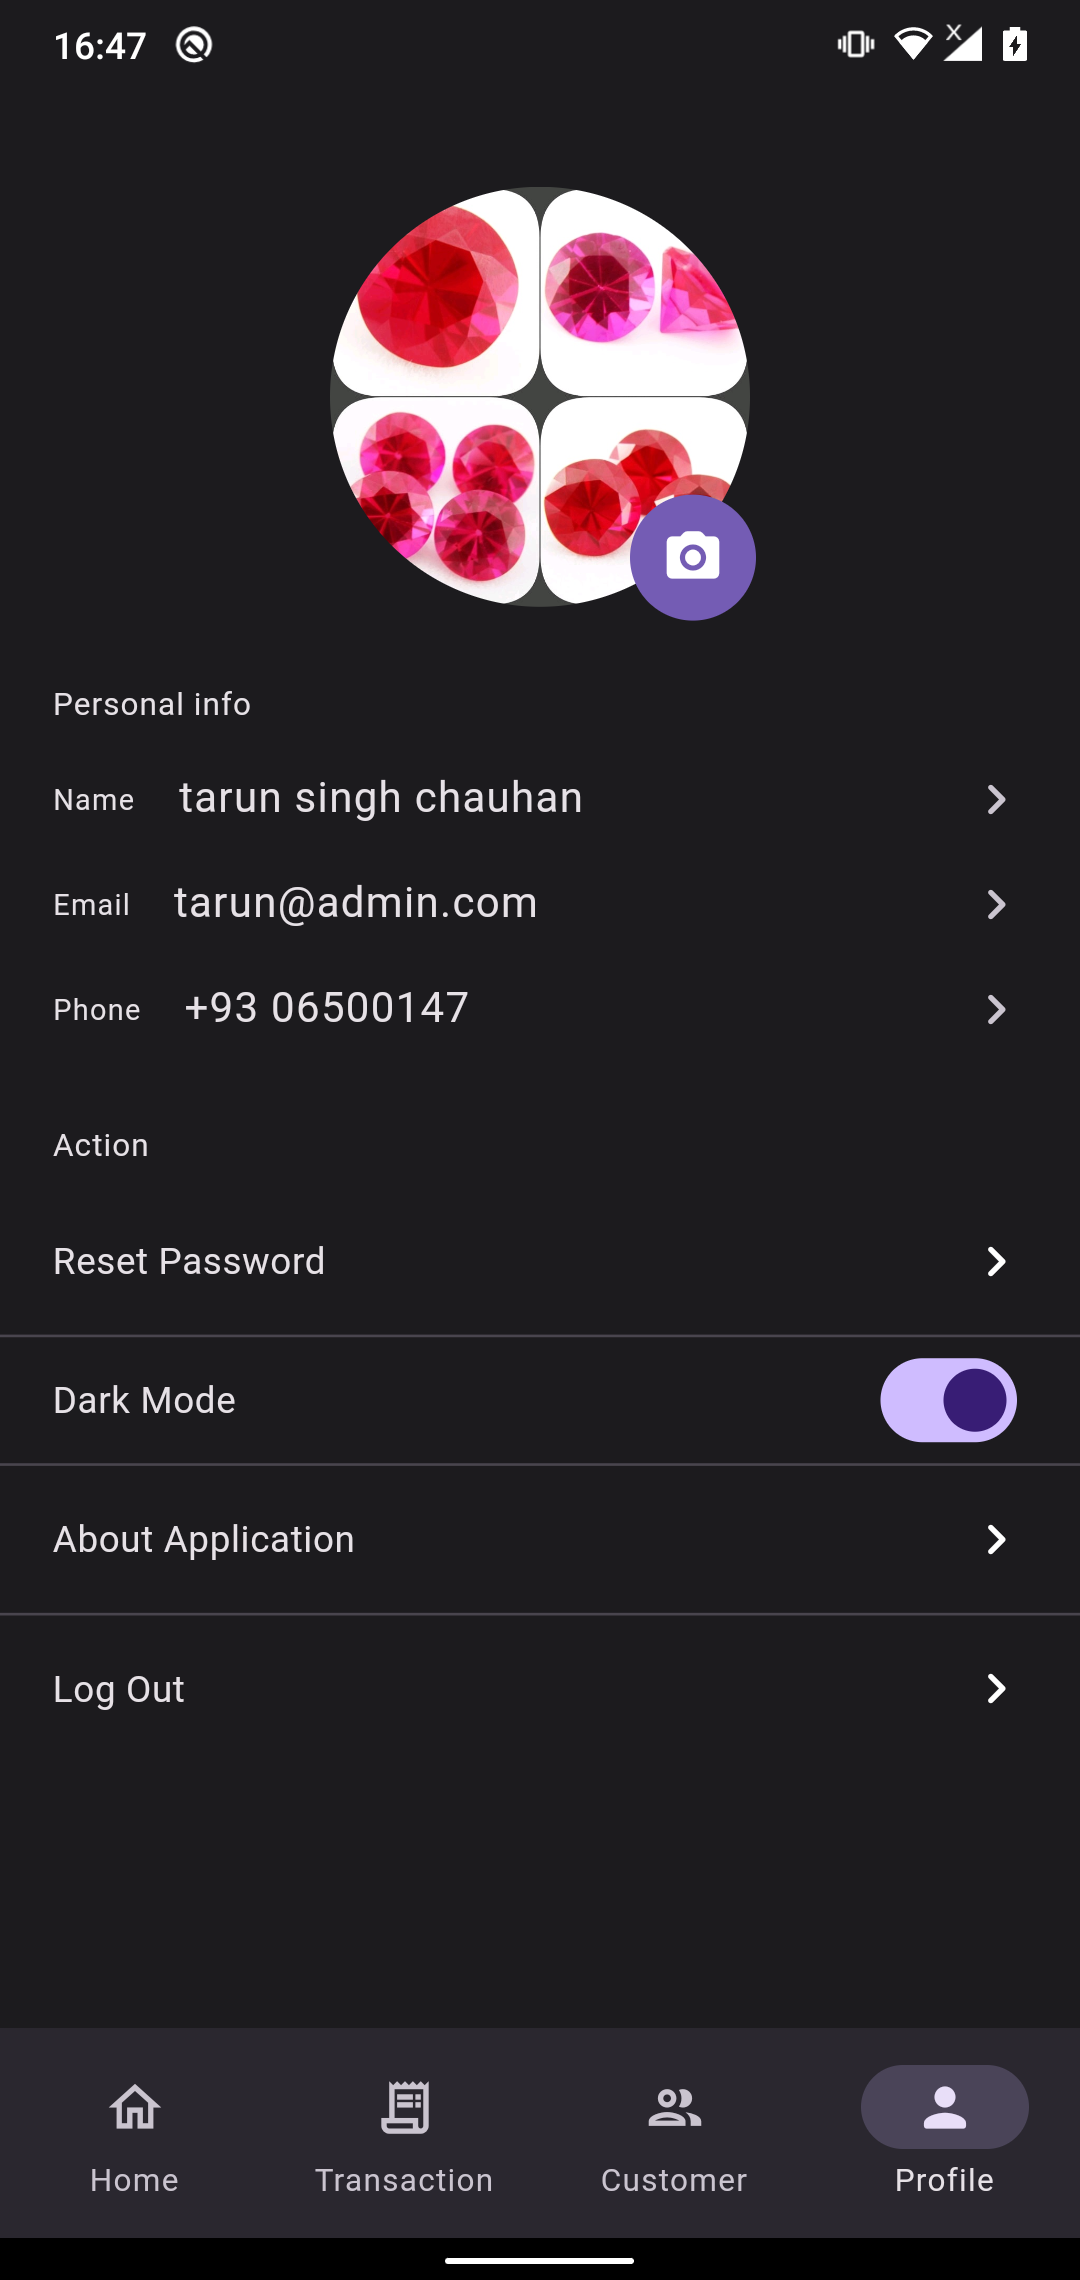 16:47
Personal info
Name tarun singh chauhan
Email tarun@admin.com
Phone +93 06500147
Action
Reset Password
Dark Mode
About Application
Log Out
Home Transaction Customer Profile